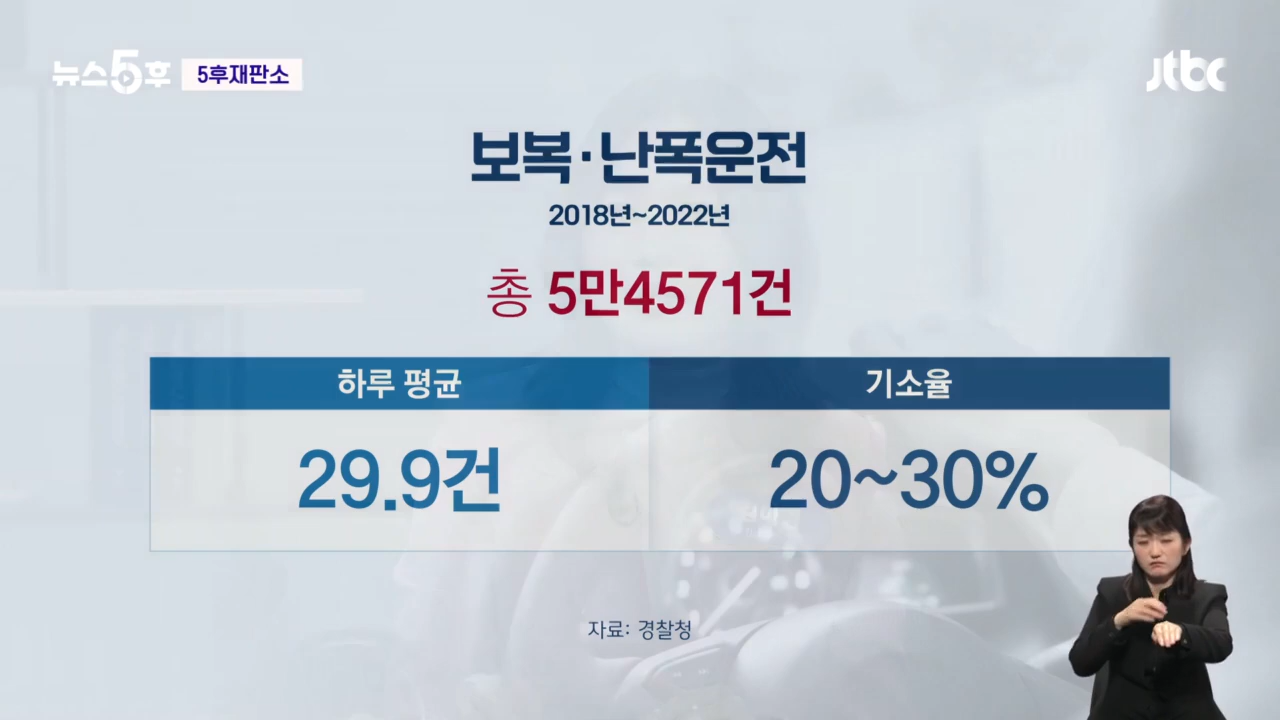 뉴스5후 5후재판소
jtbc
보복·난폭운전
2018년~2022년
총 5만4571건
하루 평균 기소율
29.9건 20~30%
자료: 경찰청